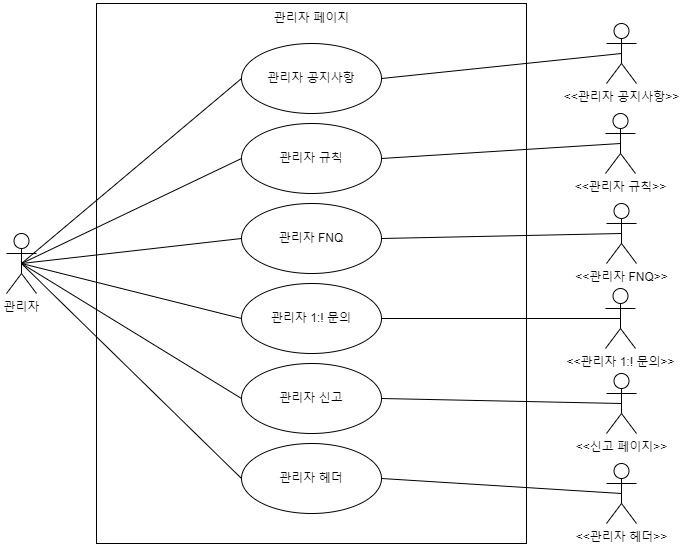 관리자 페이지
관리자 공지사항
<<관리자 공지사항>>
관리자 규칙
<<관리자 규칙>>
관리자 FNQ
<<관리자 FNQ>>
관리자
관리자 1:! 문의
<<관리자 1:! 문의>>
관리자 신고
<<신고 페이지>>
관리자 헤더
<<관리자 헤더>>